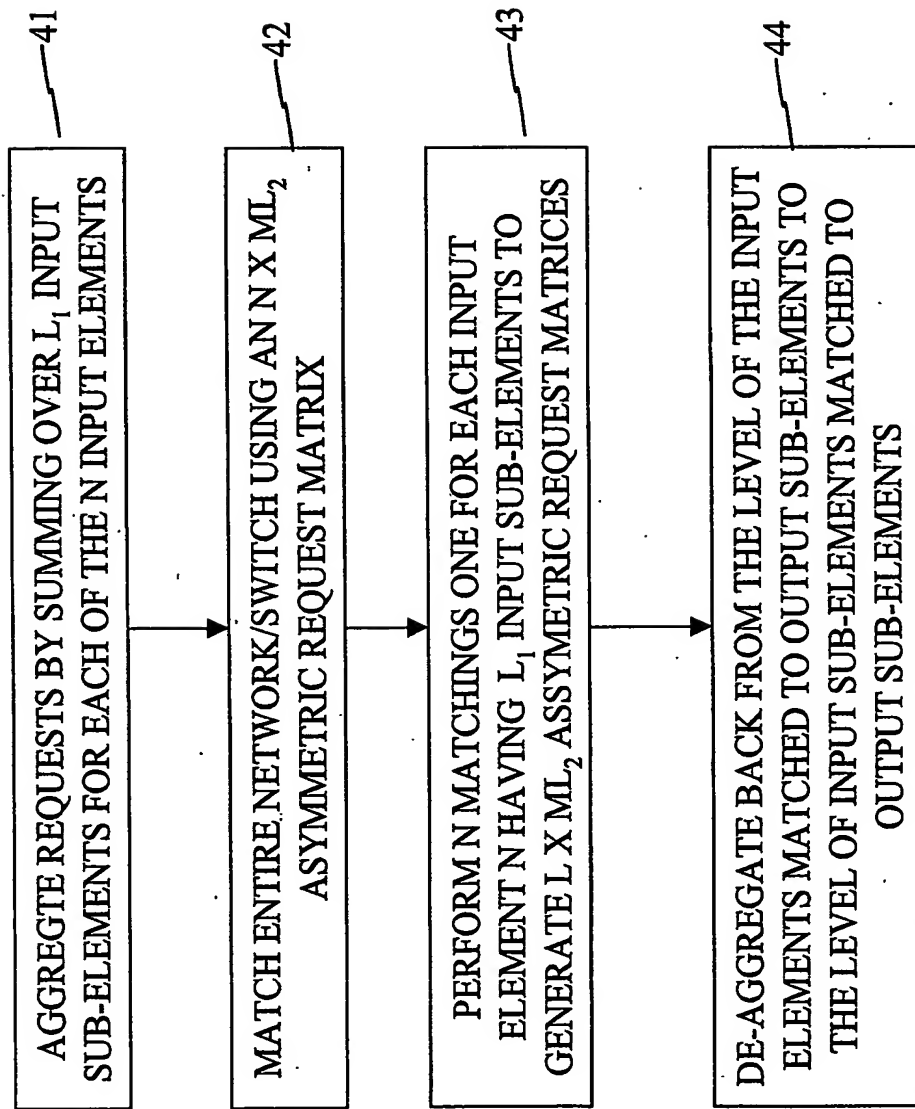 AGGREGTE REQUESTS BY SUMMING OVER L₁ INPUT
SUB-ELEMENTS FOR EACH OF THE N INPUT ELEMENTS
41
MATCH ENTIRE NETWORK/SWITCH USING AN N X ML₂
ASYMETRIC REQUEST MATRIX
42
PERFORM N MATCHINGS ONE FOR EACH INPUT
ELEMENT N HAVING L₁ INPUT SUB-ELEMENTS TO
GENERATE L X ML₂ ASSYMETRIC REQUEST MATRICES
43
DE-AGGREGATE BACK FROM THE LEVEL OF THE INPUT
ELEMENTS MATCHED TO OUTPUT SUB-ELEMENTS TO
THE LEVEL OF INPUT SUB-ELEMENTS MATCHED TO
OUTPUT SUB-ELEMENTS
44